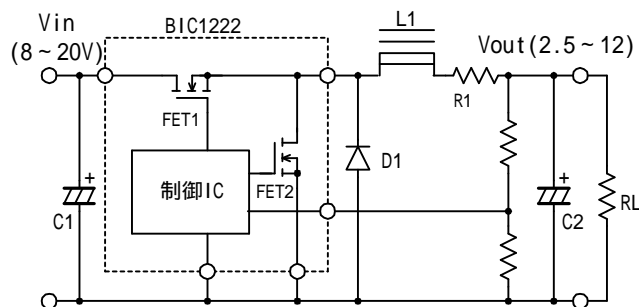 Vin
(8~20V)
BIC1222
L1
Vout(2.5~12)
R1
FET1
D1
制御IC
FET2
+
C1
+
C2
RL